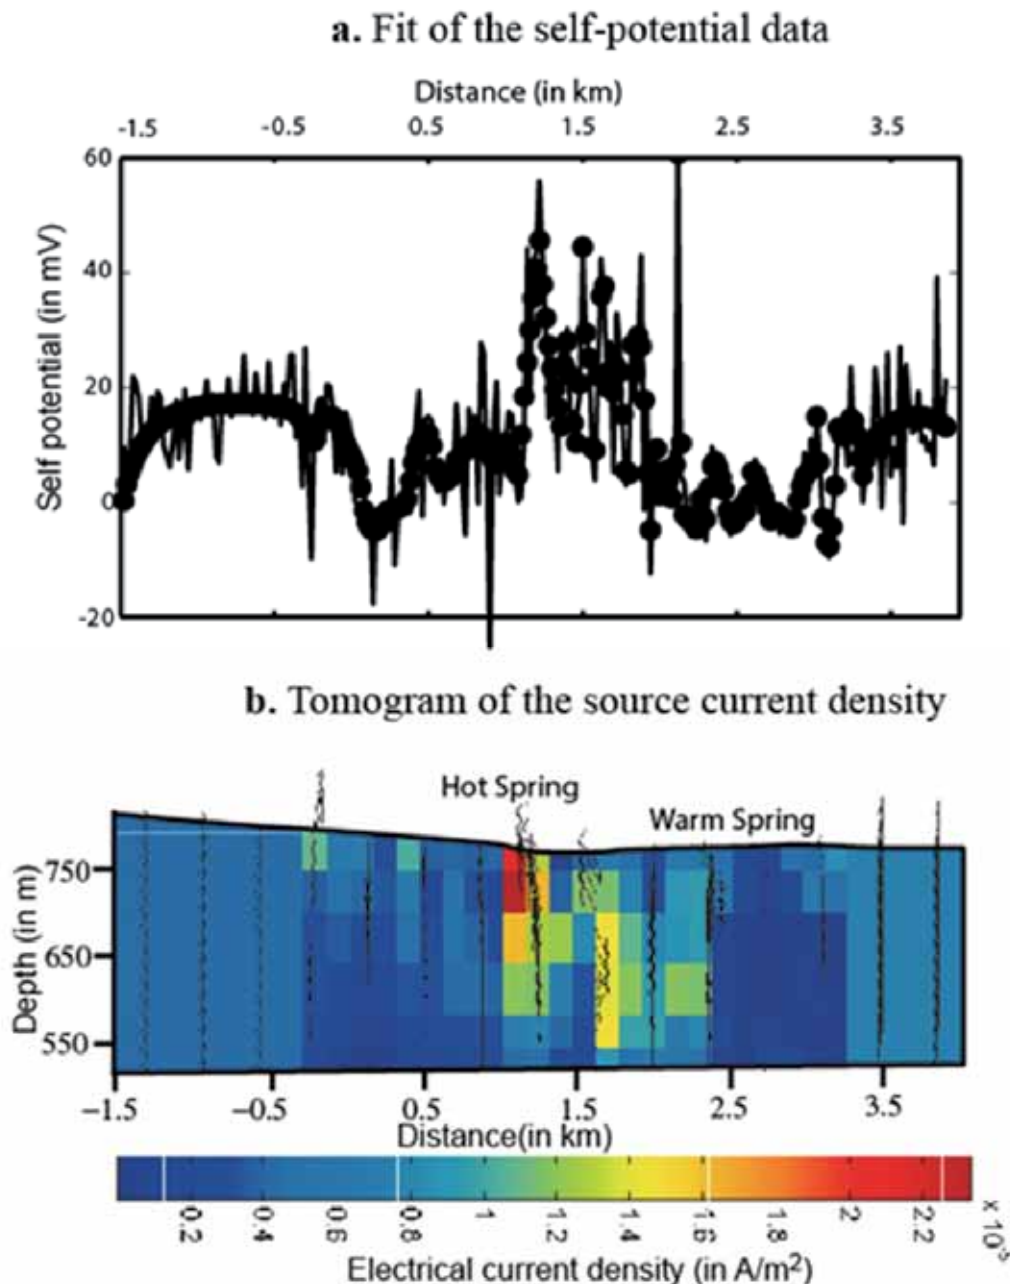 a. Fit of the self-potential data
Distance (in km)
-1.5 -0.5 0.5 1.5 2.5 3.5
60
40
20
0
-20
Self potential (in mV)
b. Tomogram of the source current density
Hot Spring
Warm Spring
750
650
550
Depth (in m)
-1.5 -0.5 0.5 1.5 2.5 3.5
Distance(in km)
0.2 0.4 0.6 0.8 1 1.2 1.4 1.6 1.8 2 2.2
x 10⁻⁵
Electrical current density (in A/m²)